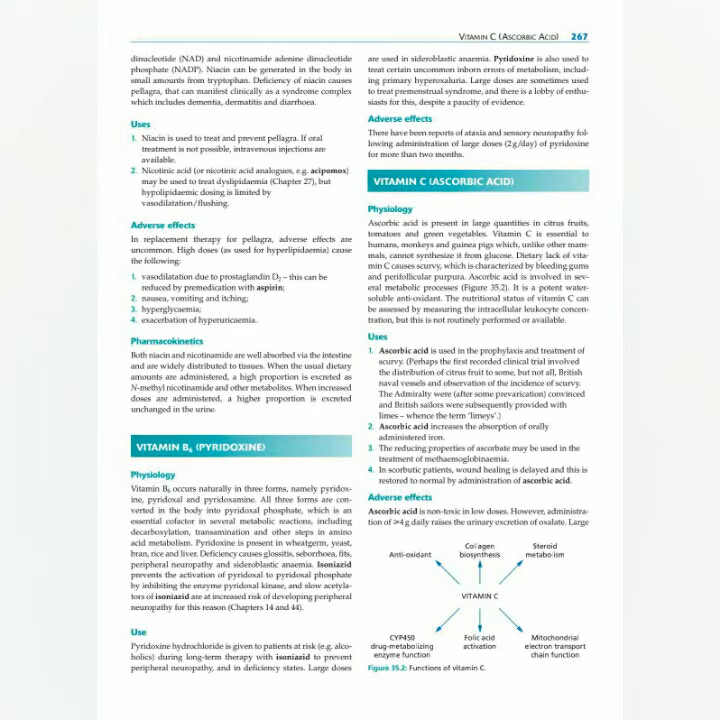 VITAMIN C (ASCORBIC ACID) 267
dinucleotide (NAD) and nicotinamide adenine dinucleotide
phosphate (NADP). Niacin can be generated in the body in
small amounts from tryptophan. Deficiency of niacin causes
pellagra, that can manifest clinically as a syndrome complex
which includes dementia, dermatitis and diarrhoea.
Uses
1. Niacin is used to treat and prevent pellagra. If oral
treatment is not possible, intravenous injections are
available.
2. Nicotinic acid (or nicotinic acid analogues, e.g. acipomox)
may be used to treat dyslipidaemia (Chapter 27), but
hypolipidaemic dosing is limited by
vasodilatation/flushing.
Adverse effects
In replacement therapy for pellagra, adverse effects are
uncommon. High doses (as used for hyperlipidaemia) cause
the following:
1. vasodilatation due to prostaglandin D2 – this can be
reduced by premedication with aspirin;
2. nausea, vomiting and itching;
3. hyperglycaemia;
4. exacerbation of hyperuricaemia.
Pharmacokinetics
Both niacin and nicotinamide are well absorbed via the intestine
and are widely distributed to tissues. When the usual dietary
amounts are administered, a high proportion is excreted as
N-methyl nicotinamide and other metabolites. When increased
doses are administered, a higher proportion is excreted
unchanged in the urine.
VITAMIN B6 (PYRIDOXINE)
Physiology
Vitamin B6 occurs naturally in three forms, namely pyridox-
ine, pyridoxal and pyridoxamine. All three forms are con-
verted in the body into pyridoxal phosphate, which is an
essential cofactor in several metabolic reactions, including
decarboxylation, transamination and other steps in amino
acid metabolism. Pyridoxine is present in wheatgerm, yeast,
bran, rice and liver. Deficiency causes glossitis, seborrhoea, fits,
peripheral neuropathy and sideroblastic anaemia. Isoniazid
prevents the activation of pyridoxal to pyridoxal phosphate
by inhibiting the enzyme pyridoxal kinase, and slow acetyla-
tors of isoniazid are at increased risk of developing peripheral
neuropathy for this reason (Chapters 14 and 44).
Use
Pyridoxine hydrochloride is given to patients at risk (e.g. alco-
holics) during long-term therapy with isoniazid to prevent
peripheral neuropathy, and in deficiency states. Large doses
are used in sideroblastic anaemia. Pyridoxine is also used to
treat certain uncommon inborn errors of metabolism, includ-
ing primary hyperoxaluria. Large doses are sometimes used
to treat premenstrual syndrome, and there is a lobby of enthu-
siasts for this, despite a paucity of evidence.
Adverse effects
There have been reports of ataxia and sensory neuropathy fol-
lowing administration of large doses (2 g/day) of pyridoxine
for more than two months.
VITAMIN C (ASCORBIC ACID)
Physiology
Ascorbic acid is present in large quantities in citrus fruits,
tomatoes and green vegetables. Vitamin C is essential to
humans, monkeys and guinea pigs which, unlike other mam-
mals, cannot synthesize it from glucose. Dietary lack of vita-
min C causes scurvy, which is characterized by bleeding gums
and perifollicular purpura. Ascorbic acid is involved in sev-
eral metabolic processes (Figure 35.2). It is a potent water-
soluble anti-oxidant. The nutritional status of vitamin C can
be assessed by measuring the intracellular leukocyte concen-
tration, but this is not routinely performed or available.
Uses
1. Ascorbic acid is used in the prophylaxis and treatment of
scurvy. (Perhaps the first recorded clinical trial involved
the distribution of citrus fruit to some, but not all, British
naval vessels and observation of the incidence of scurvy.
The Admiralty were (after some prevarication) convinced
and British sailors were subsequently provided with
limes – whence the term 'limeys'.)
2. Ascorbic acid increases the absorption of orally
administered iron.
3. The reducing properties of ascorbate may be used in the
treatment of methaemoglobinaemia.
4. In scorbutic patients, wound healing is delayed and this is
restored to normal by administration of ascorbic acid.
Adverse effects
Ascorbic acid is non-toxic in low doses. However, administra-
tion of ⩾4 g daily raises the urinary excretion of oxalate. Large
Anti-oxidant
Collagen
biosynthesis
Steroid
metabolism
VITAMIN C
CYP450
drug-metabolizing
enzyme function
Folic acid
activation
Mitochondrial
electron transport
chain function
Figure 35.2: Functions of vitamin C.